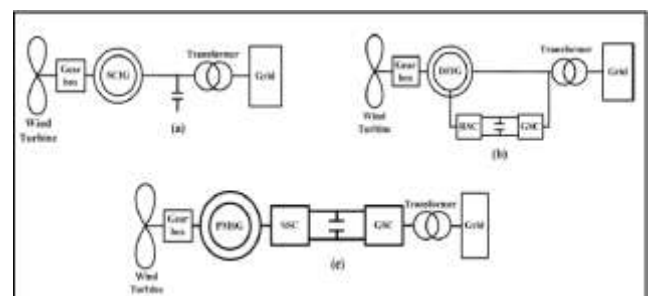 Transformer
Gear
box
SCIG
Grid
Wind
Turbine
(a)
Transformer
Gear
box
DFIG
Grid
Wind
Turbine
RSC
GSC
(b)
Transformer
Gear
box
PMSG
SSC
GSC
Grid
Wind
Turbine
(c)